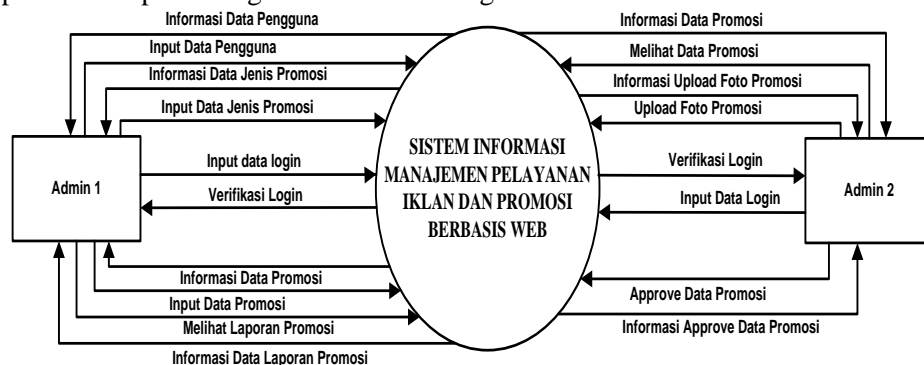 Informasi Data Pengguna
Input Data Pengguna
Informasi Data Jenis Promosi
Input Data Jenis Promosi
Admin 1
Input data login
Verifikasi Login
Informasi Data Promosi
Input Data Promosi
Melihat Laporan Promosi
Informasi Data Laporan Promosi
SISTEM INFORMASI
MANAJEMEN PELAYANAN
IKLAN DAN PROMOSI
BERBASIS WEB
Informasi Data Promosi
Melihat Data Promosi
Informasi Upload Foto Promosi
Upload Foto Promosi
Verifikasi Login
Admin 2
Input Data Login
Approve Data Promosi
Informasi Approve Data Promosi